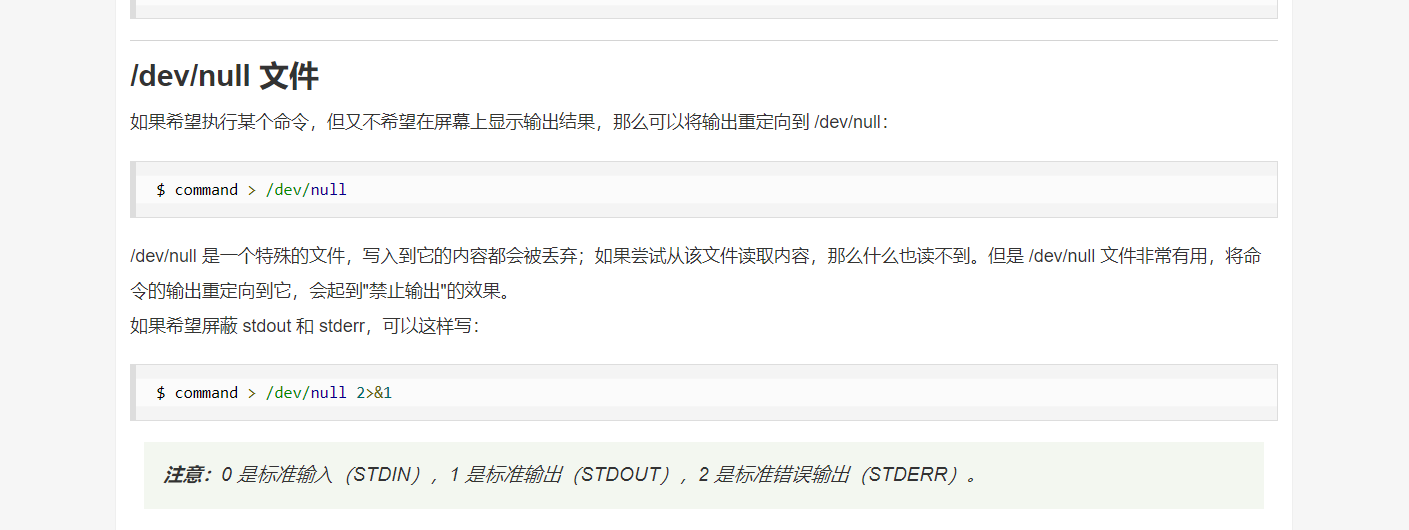 /dev/null 文件
如果希望执行某个命令，但又不希望在屏幕上显示输出结果，那么可以将输出重定向到 /dev/null：
$ command > /dev/null
/dev/null 是一个特殊的文件，写入到它的内容都会被丢弃；如果尝试从该文件读取内容，那么什么也读不到。但是 /dev/null 文件非常有用，将命
令的输出重定向到它，会起到"禁止输出"的效果。
如果希望屏蔽 stdout 和 stderr，可以这样写：
$ command > /dev/null 2>&1
注意：0 是标准输入（STDIN），1 是标准输出（STDOUT），2 是标准错误输出（STDERR）。